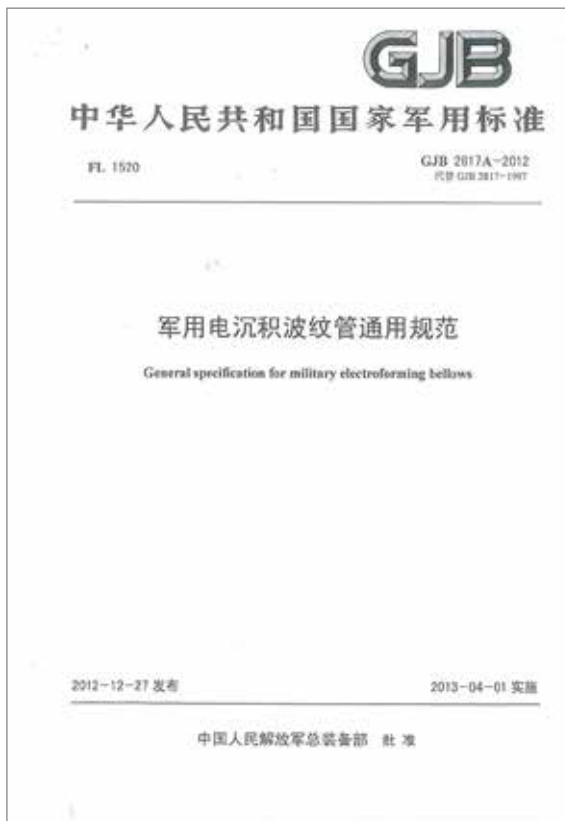 GJB
中华人民共和国国家军用标准
FL 1520
GJB 2817A-2012
代替 GJB 2817-1997
军用电沉积波纹管通用规范
General specification for military electroforming bellows
2012-12-27 发布
2013-04-01 实施
中国人民解放军总装备部 批 准